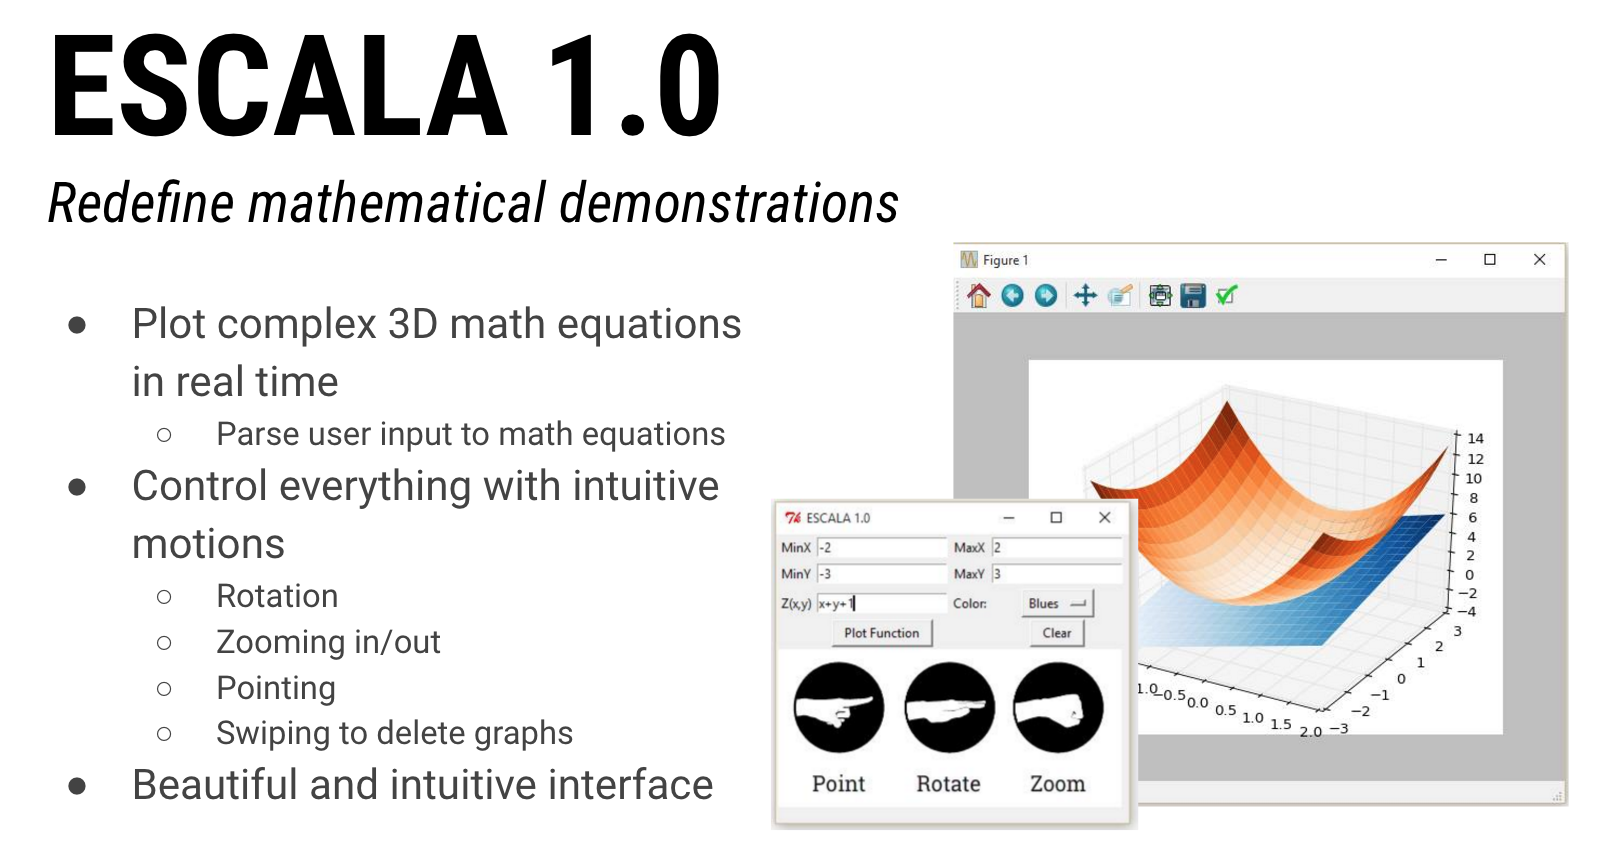 ESCALA 1.0
Redefine mathematical demonstrations
● Plot complex 3D math equations
in real time
○ Parse user input to math equations
● Control everything with intuitive
motions
○ Rotation
○ Zooming in/out
○ Pointing
○ Swiping to delete graphs
● Beautiful and intuitive interface
Figure 1
14
12
10
8
6
4
2
0
−2
−4
3
2
1
0
−1
−2
−3
1.0
−0.5
0.0
0.5
1.0
1.5
2.0
ESCALA 1.0
MinX -2 MaxX 2
MinY -3 MaxY 3
Z(x,y) x+y+1 Color: Blues
Plot Function Clear
Point Rotate Zoom